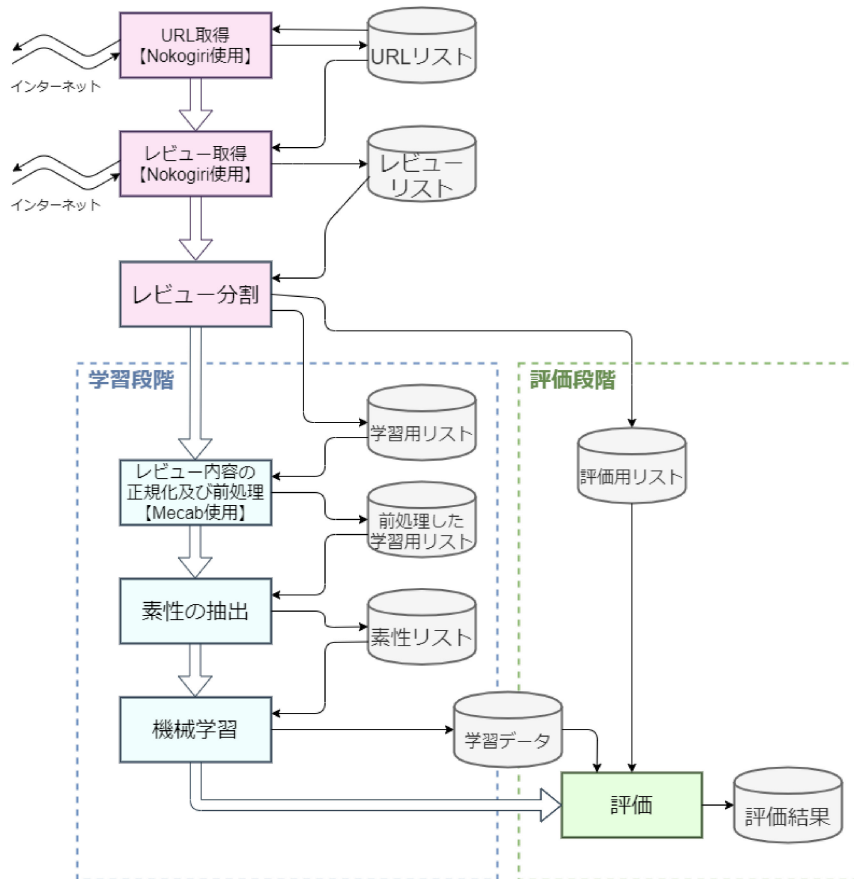 URL取得
【Nokogiri使用】
URLリスト
インターネット
レビュー取得
【Nokogiri使用】
レビュー
リスト
インターネット
レビュー分割
学習段階
評価段階
学習用リスト
評価用リスト
レビュー内容の
正規化及び前処理
【Mecab使用】
前処理した
学習用リスト
素性の抽出
素性リスト
機械学習
学習データ
評価
評価結果